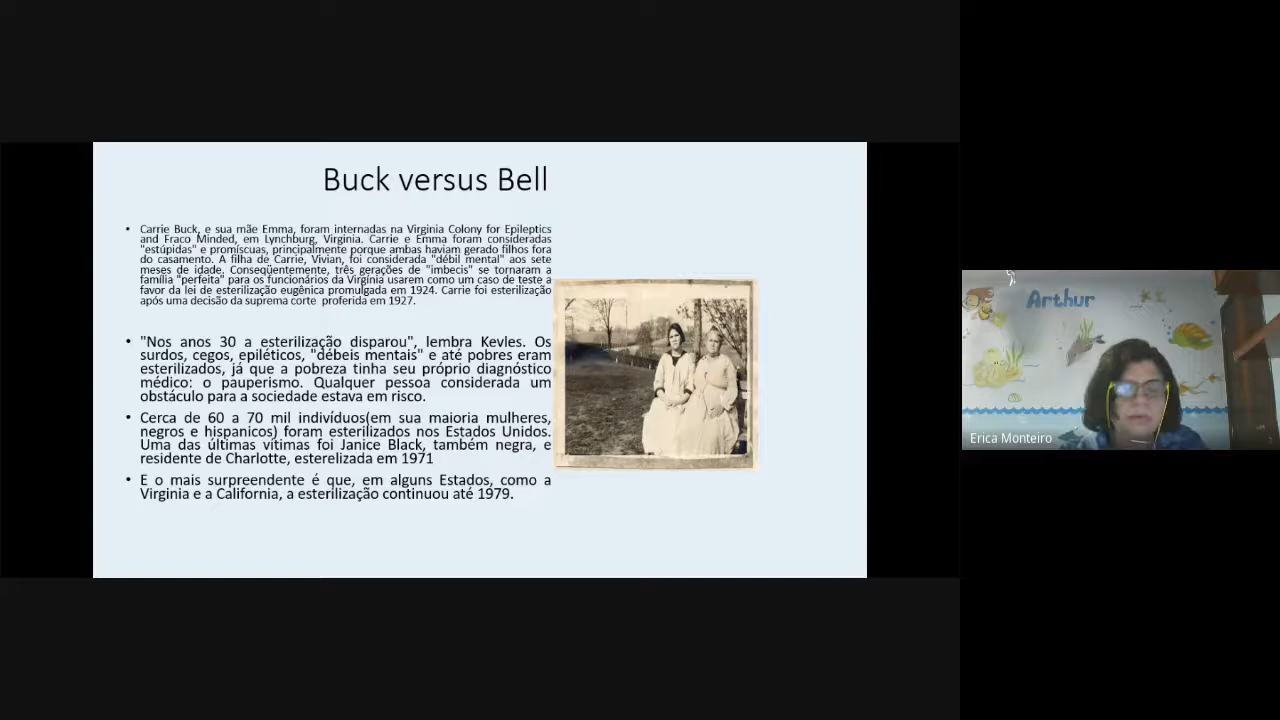 Buck versus Bell
• Carrie Buck, e sua mãe Emma, foram internadas na Virginia Colony for Epileptics
and Fraco Minded, em Lynchburg, Virginia. Carrie e Emma foram consideradas
"estúpidas" e promíscuas, principalmente porque ambas haviam gerado filhos fora
do casamento. A filha de Carrie, Vivian, foi considerada "débil mental" aos sete
meses de idade. Conseqüentemente, três gerações de "imbecis" se tornaram a
família "perfeita" para os funcionários da Virgínia usarem como um caso de teste a
favor da lei de esterilização eugênica promulgada em 1924. Carrie foi esterilização
após uma decisão da suprema corte proferida em 1927.
• "Nos anos 30 a esterilização disparou", lembra Kevles. Os
surdos, cegos, epiléticos, "débeis mentais" e até pobres eram
esterilizados, já que a pobreza tinha seu próprio diagnóstico
médico: o pauperismo. Qualquer pessoa considerada um
obstáculo para a sociedade estava em risco.
• Cerca de 60 a 70 mil indivíduos(em sua maioria mulheres,
negros e hispanicos) foram esterilizados nos Estados Unidos.
Uma das últimas vítimas foi Janice Black, também negra, e
residente de Charlotte, esterelizada em 1971
• E o mais surpreendente é que, em alguns Estados, como a
Virginia e a California, a esterilização continuou até 1979.
Arthur
Erica Monteiro